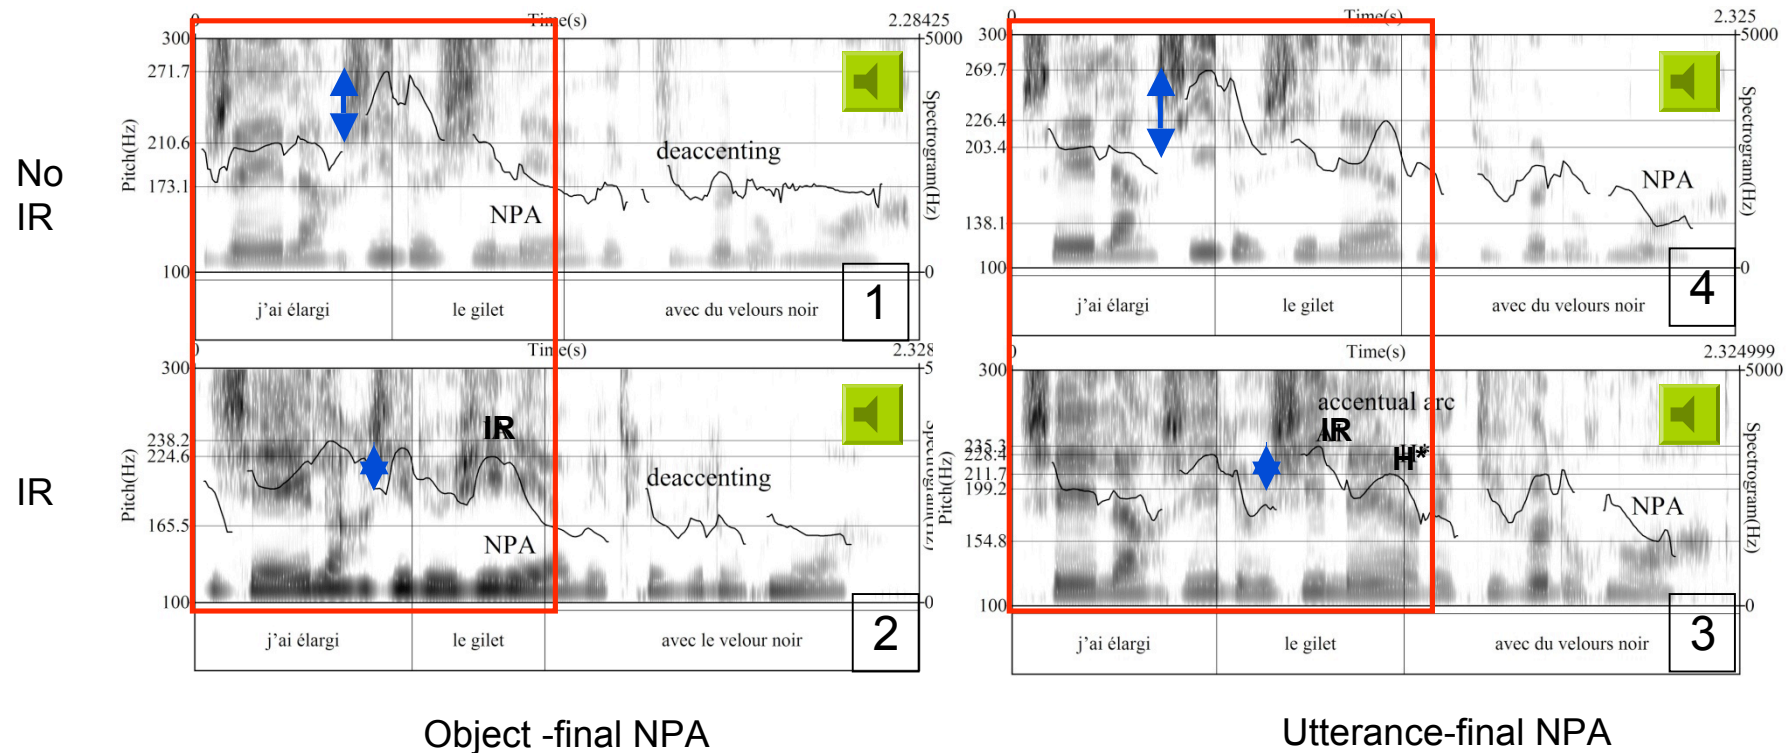 No
IR
0
Time(s)
2.28425
300
271.7
210.6
173.1
100
Pitch(Hz)
5000
0
Spectrogram(Hz)
deaccenting
NPA
j'ai élargi
le gilet
avec du velours noir
1
0
Time(s)
2.325
300
269.7
226.4
203.4
138.1
100
5000
0
Spectrogram(Hz)
NPA
j'ai élargi
le gilet
avec du velours noir
4
IR
0
Time(s)
2.328
300
238.2
224.6
165.5
100
Pitch(Hz)
5
0
IR
deaccenting
NPA
j'ai élargi
le gilet
avec le velour noir
2
0
Time(s)
2.324999
300
235.3
211.7
199.2
154.8
100
Pitch(Hz)
5000
0
Spectrogram(Hz)
accentual arc
IR
H*
NPA
j'ai élargi
le gilet
avec du velours noir
3
Object -final NPA
Utterance-final NPA